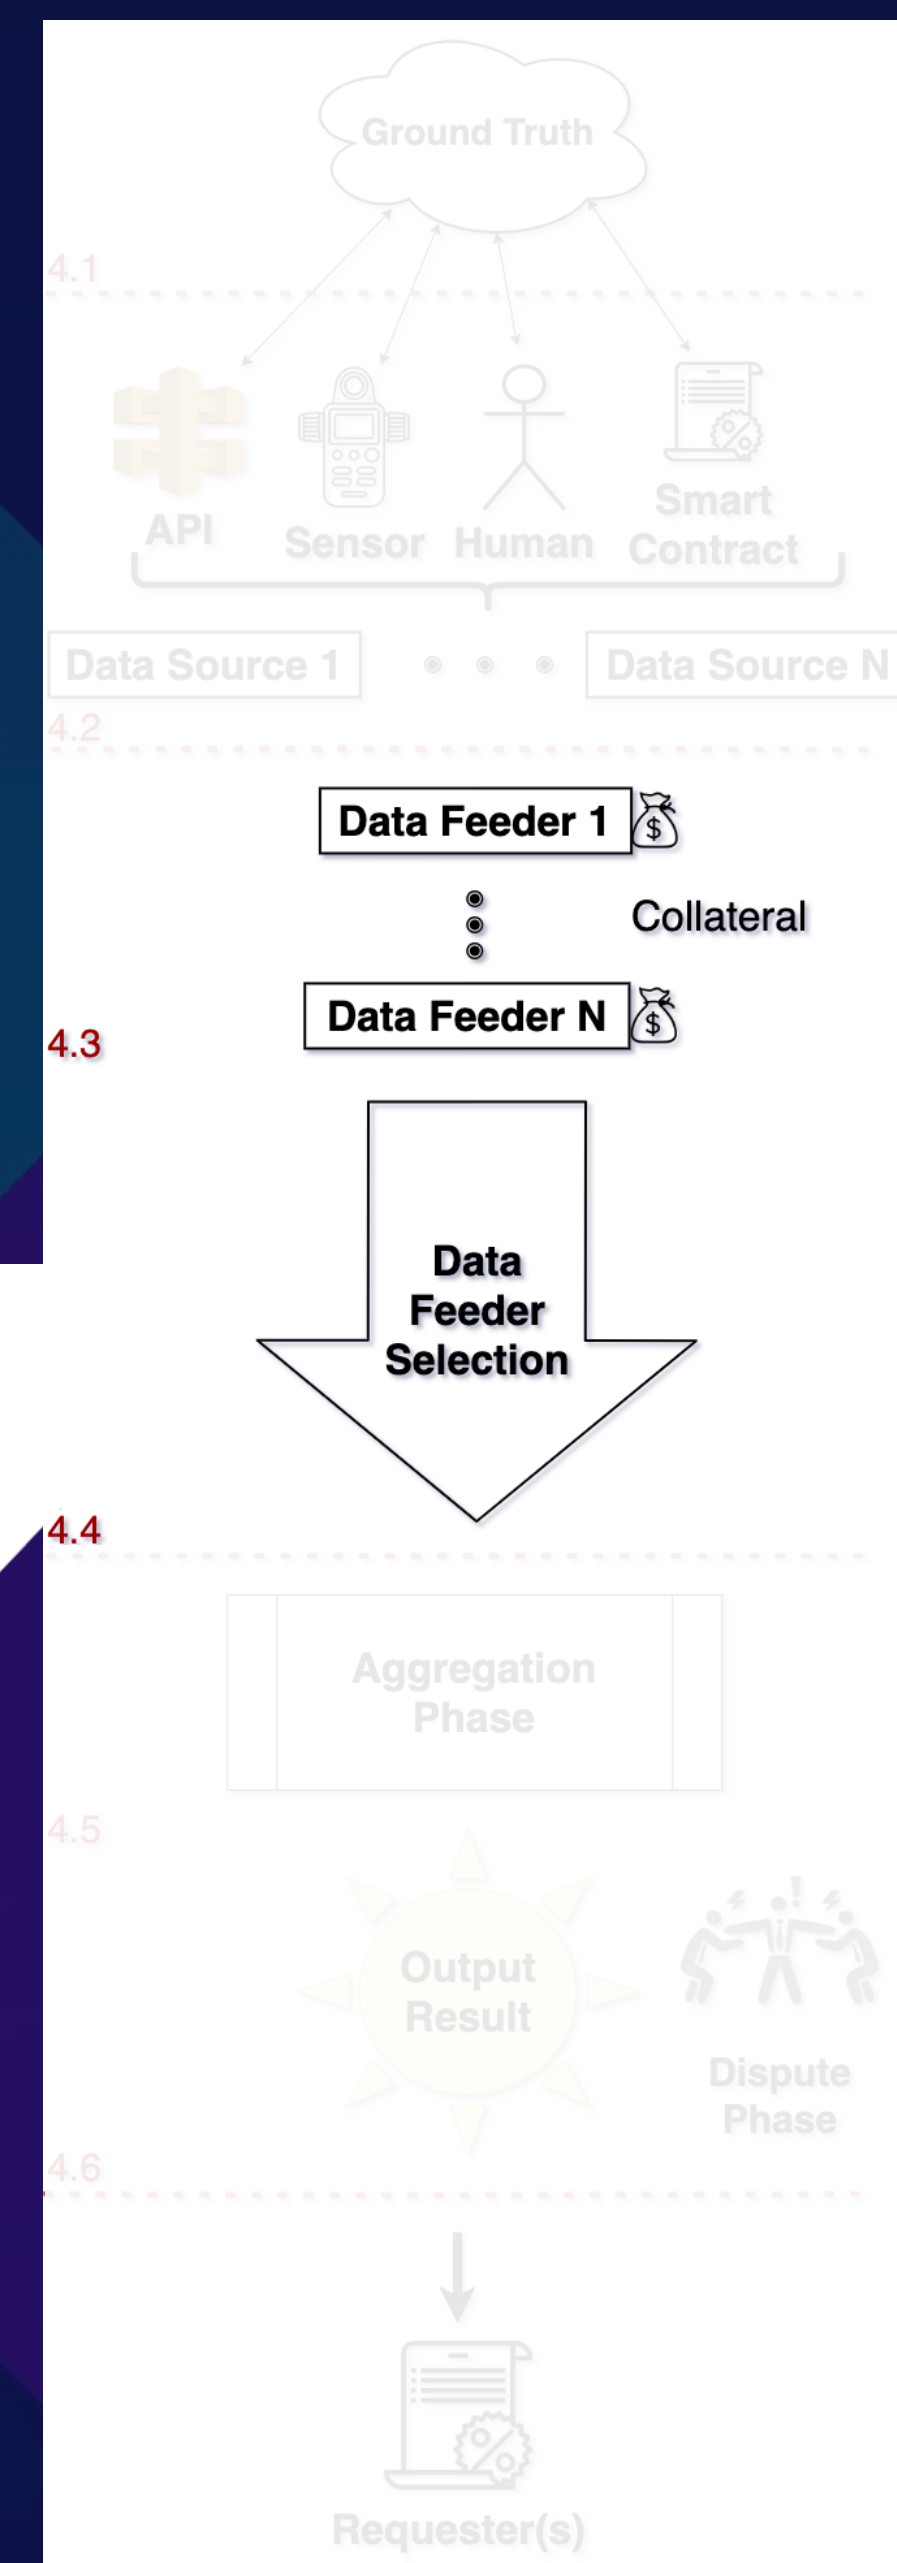 Ground Truth
4.1
API
Sensor
Human
Smart
Contract
Data Source 1
Data Source N
4.2
Data Feeder 1
$
Collateral
Data Feeder N
$
4.3
Data
Feeder
Selection
4.4
Aggregation
Phase
4.5
Output
Result
Dispute
Phase
4.6
Requester(s)